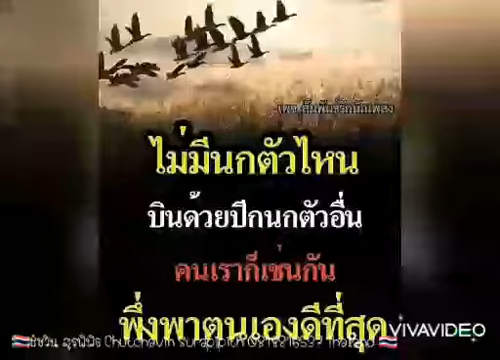 ไม่มีนกตัวไหน
บินด้วยปีกนกตัวอื่น
คนเราก็เช่นกัน
พึ่งพาตนเองดีที่สุด
VIVAVIDEO